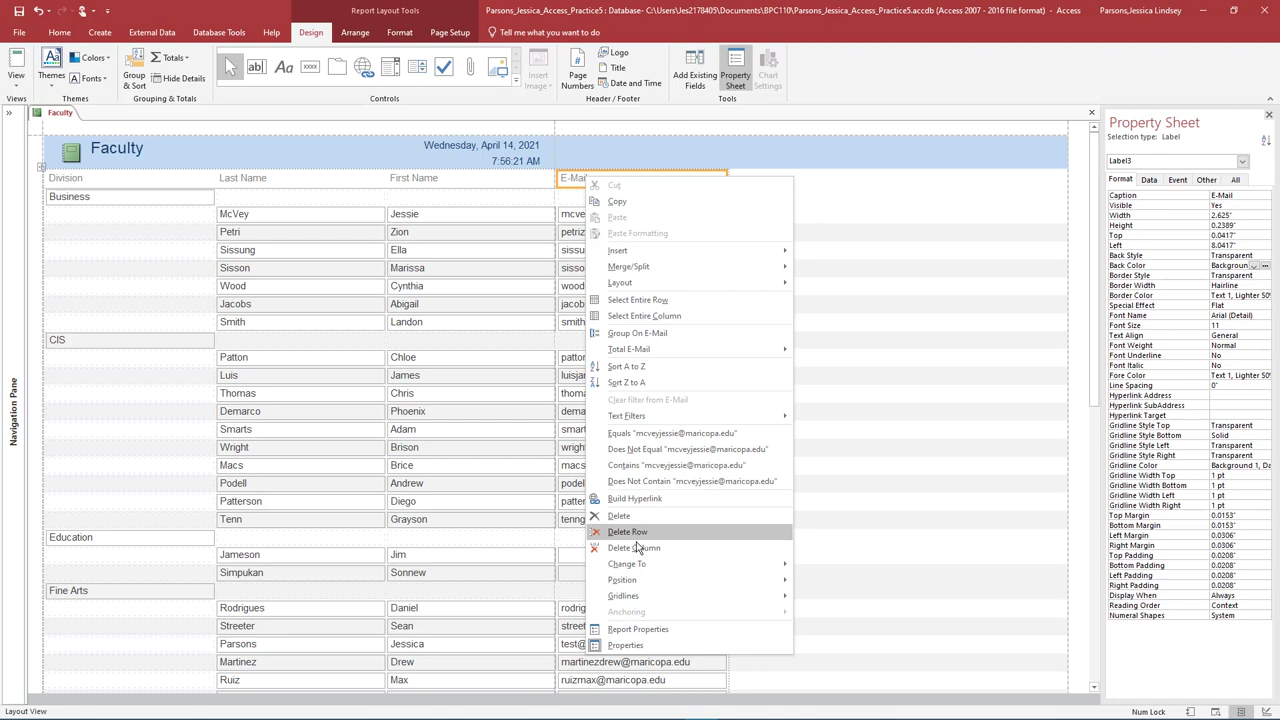 Report Layout Tools
Parsons_Jessica_Access_Practice5 : Database- C:\Users\Jes2178405\Documents\BPC110\Parsons_Jessica_Access_Practice5.accdb (Access 2007 - 2016 file format) - Access
Parsons,Jessica Lindsey
File Home Create External Data Database Tools Help Design Arrange Format Page Setup Tell me what you want to do
View
Views
Themes
Colors
Fonts
Themes
Group & Sort
Totals
Hide Details
Grouping & Totals
Controls
Insert Image
Page Numbers
Logo
Title
Date and Time
Header / Footer
Add Existing Fields
Property Sheet
Chart Settings
Tools
Faculty
Navigation Pane
Faculty
Wednesday, April 14, 2021
7:56:21 AM
Division Last Name First Name E-Mail
Business
McVey Jessie
Petri Zion
Sissung Ella
Sisson Marissa
Wood Cynthia
Jacobs Abigail
Smith Landon
CIS
Patton Chloe
Luis James
Thomas Chris
Demarco Phoenix
Smarts Adam
Wright Brison
Macs Brice
Podell Andrew
Patterson Diego
Tenn Grayson
Education
Jameson Jim
Simpukan Sonnew
Fine Arts
Rodrigues Daniel
Streeter Sean
Parsons Jessica test@
Martinez Drew martinezdrew@maricopa.edu
Ruiz Max ruizmax@maricopa.edu
Cut
Copy
Paste
Paste Formatting
Insert
Merge/Split
Layout
Select Entire Row
Select Entire Column
Group On E-Mail
Total E-Mail
Sort A to Z
Sort Z to A
Clear filter from E-Mail
Text Filters
Equals "mcveyjessie@maricopa.edu"
Does Not Equal "mcveyjessie@maricopa.edu"
Contains "mcveyjessie@maricopa.edu"
Does Not Contain "mcveyjessie@maricopa.edu"
Build Hyperlink
Delete
Delete Row
Delete Column
Change To
Position
Gridlines
Anchoring
Report Properties
Properties
Property Sheet
Selection type: Label
Label3
Format Data Event Other All
Caption E-Mail
Visible Yes
Width 2.625"
Height 0.2389"
Top 0.0417"
Left 8.0417"
Back Style Transparent
Back Color Backgroun
Border Style Transparent
Border Width Hairline
Border Color Text 1, Lighter 50%
Special Effect Flat
Font Name Arial (Detail)
Font Size 11
Text Align General
Font Weight Normal
Font Underline No
Font Italic No
Fore Color Text 1, Lighter 50%
Line Spacing 0"
Hyperlink Address
Hyperlink SubAddress
Hyperlink Target
Gridline Style Top Transparent
Gridline Style Bottom Solid
Gridline Style Left Transparent
Gridline Style Right Transparent
Gridline Color Background 1, D
Gridline Width Top 1 pt
Gridline Width Bottom 1 pt
Gridline Width Left 1 pt
Gridline Width Right 1 pt
Top Margin 0.0153"
Bottom Margin 0.0153"
Left Margin 0.0306"
Right Margin 0.0306"
Top Padding 0.0208"
Bottom Padding 0.0208"
Left Padding 0.0208"
Right Padding 0.0208"
Display When Always
Reading Order Context
Numeral Shapes System
Layout View
Num Lock